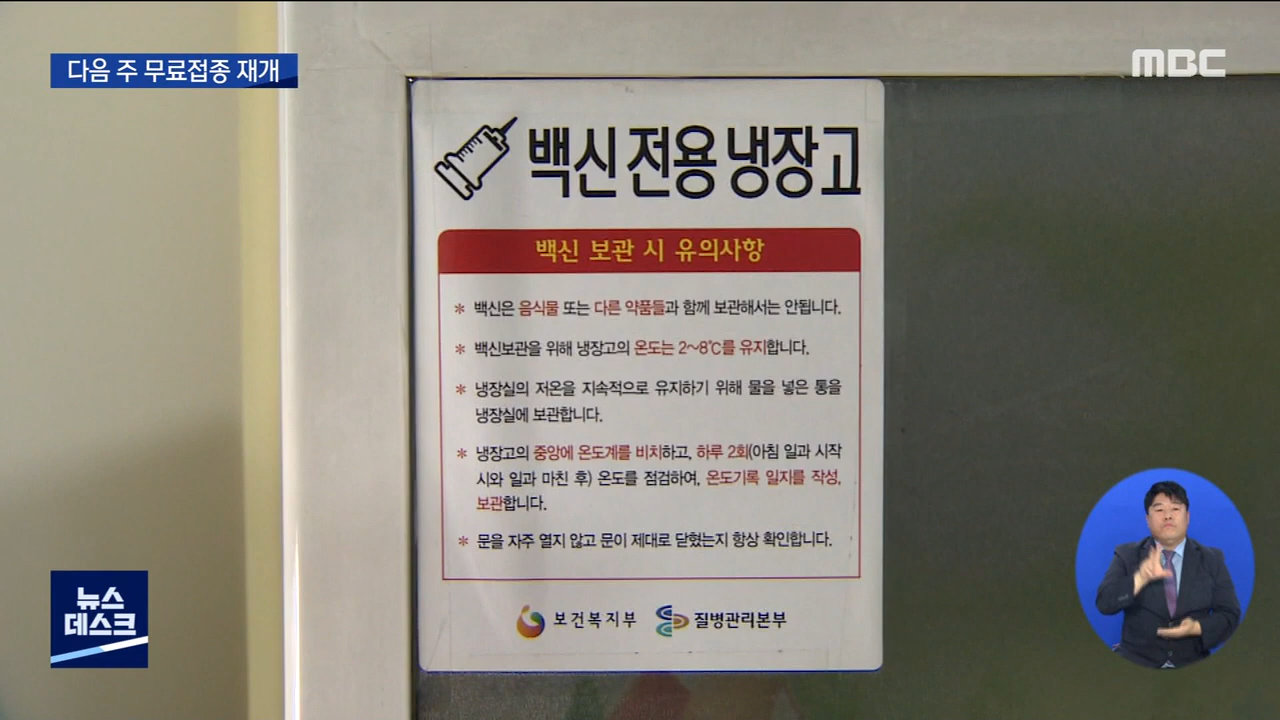 다음 주 무료접종 재개
MBC
백신 전용 냉장고
백신 보관 시 유의사항
* 백신은 음식물 또는 다른 약품들과 함께 보관해서는 안됩니다.
* 백신보관을 위해 냉장고의 온도는 2~8℃를 유지합니다.
* 냉장실의 저온을 지속적으로 유지하기 위해 물을 넣은 통을
냉장실에 보관합니다.
* 냉장고의 중앙에 온도계를 비치하고, 하루 2회(아침 일과 시작
시와 일과 마친 후) 온도를 점검하여, 온도기록 일지를 작성,
보관합니다.
* 문을 자주 열지 않고 문이 제대로 닫혔는지 항상 확인합니다.
보건복지부 질병관리본부
뉴스
데스크